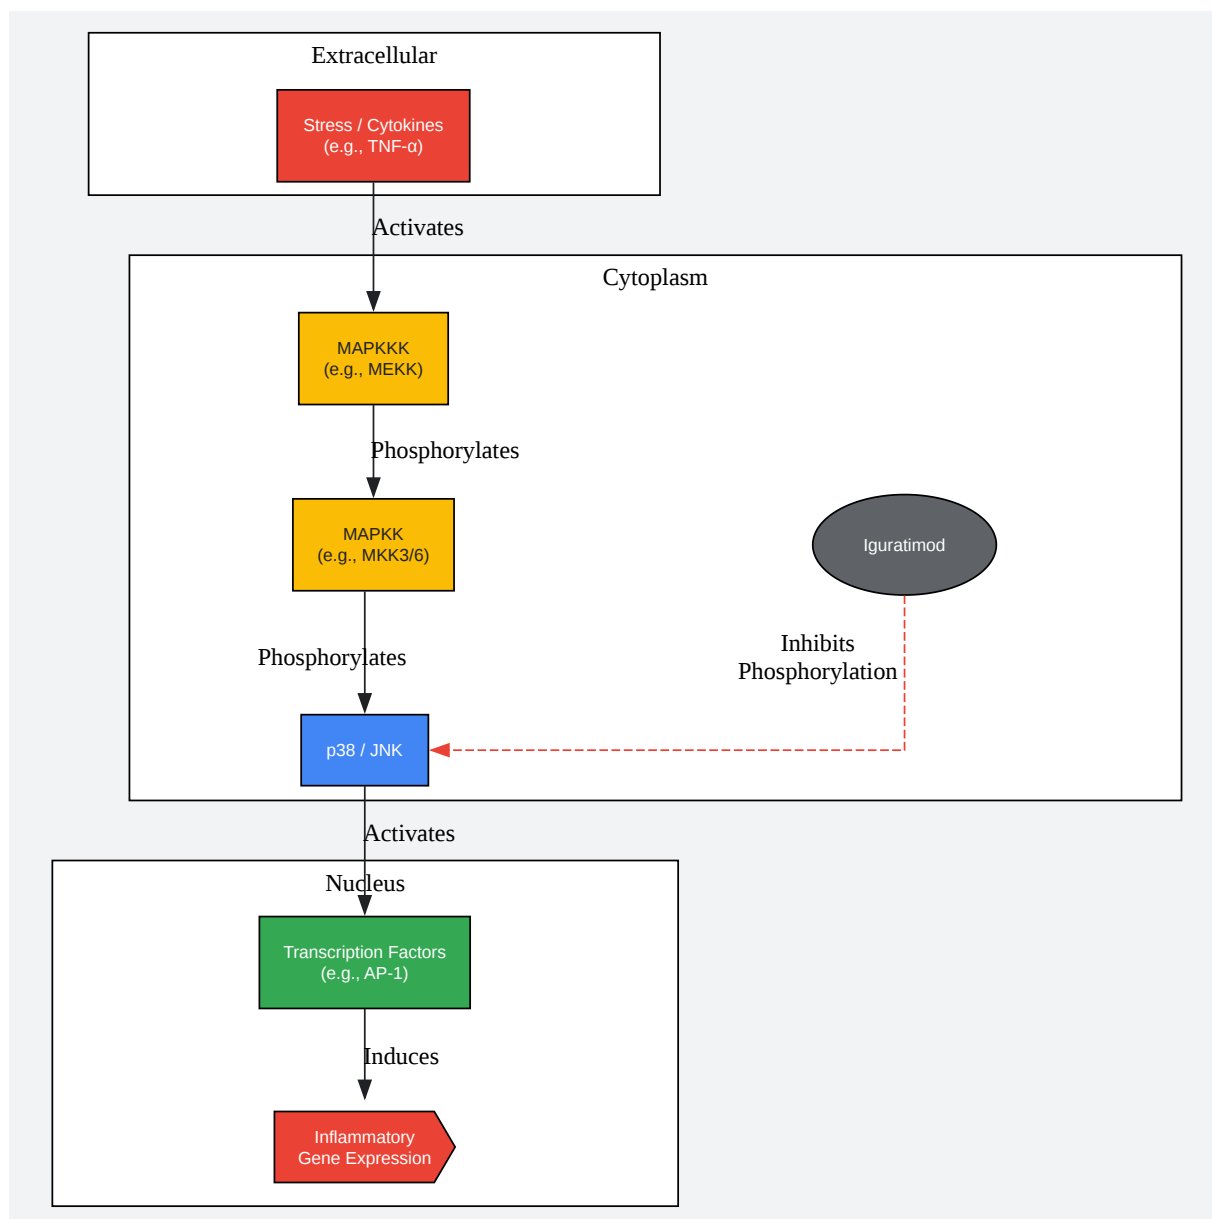 Extracellular
Stress / Cytokines
(e.g., TNF-α)
Activates
Cytoplasm
MAPKKK
(e.g., MEKK)
Phosphorylates
MAPKK
(e.g., MKK3/6)
Iguratimod
Phosphorylates
Inhibits
Phosphorylation
p38 / JNK
Activates
Nucleus
Transcription Factors
(e.g., AP-1)
Induces
Inflammatory
Gene Expression